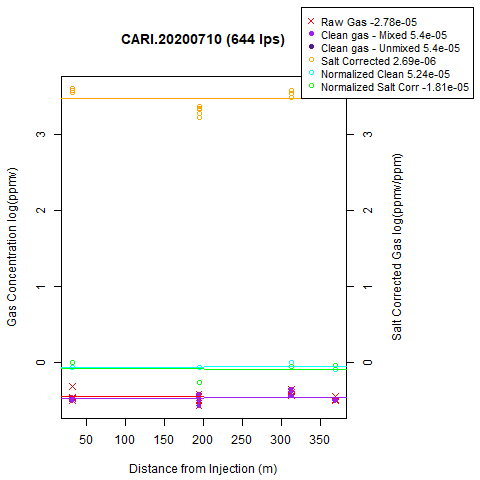 CARI.20200710 (644 lps)
Raw Gas -2.78e-05
Clean gas - Mixed 5.4e-05
Clean gas - Unmixed 5.4e-05
Salt Corrected 2.69e-06
Normalized Clean 5.24e-05
Normalized Salt Corr -1.81e-05
Gas Concentration log(ppmv)
3
2
1
0
3
2
1
0
Salt Corrected Gas log(ppmv/ppm)
50 100 150 200 250 300 350
Distance from Injection (m)